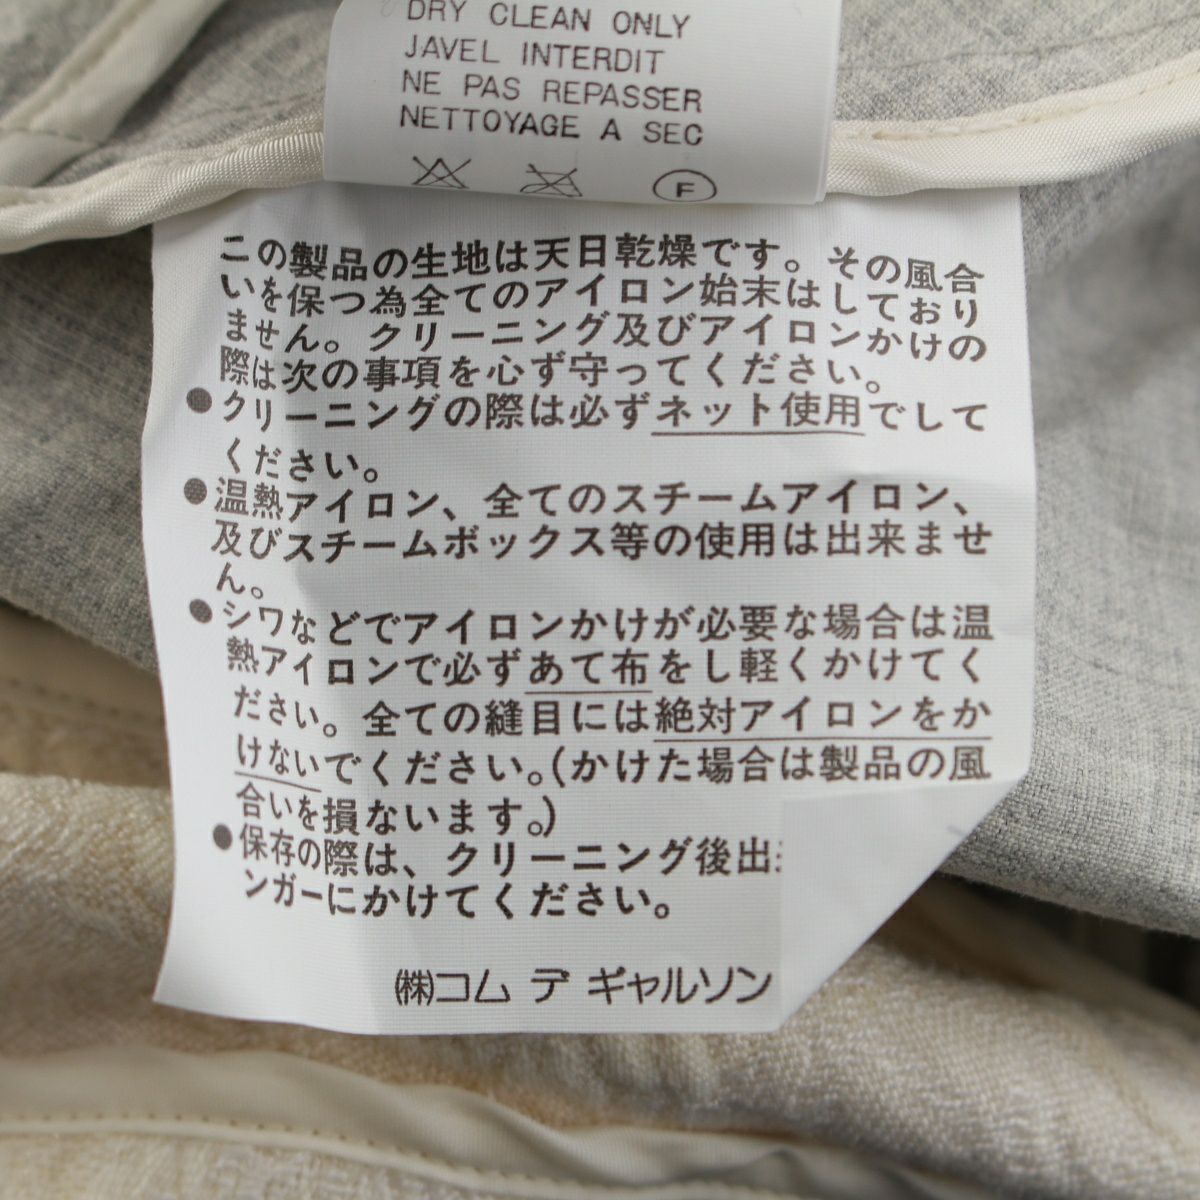 DRY CLEAN ONLY
JAVEL INTERDIT
NE PAS REPASSER
NETTOYAGE A SEC
F
この製品の生地は天日乾燥です。その風合
いを保つ為全てのアイロン始末はしており
ません。クリーニング及びアイロンかけの
際は次の事項を必ず守ってください。
●クリーニングの際は必ずネット使用でして
ください。
●温熱アイロン、全てのスチームアイロン、
及びスチームボックス等の使用は出来ませ
ん。
●シワなどでアイロンかけが必要な場合は温
熱アイロンで必ずあて布をし軽くかけてく
ださい。全ての縫目には絶対アイロンをか
けないでください。(かけた場合は製品の風
合いを損ないます。)
●保存の際は、クリーニング後出
ンガーにかけてください。
㈱コム デ ギャルソン